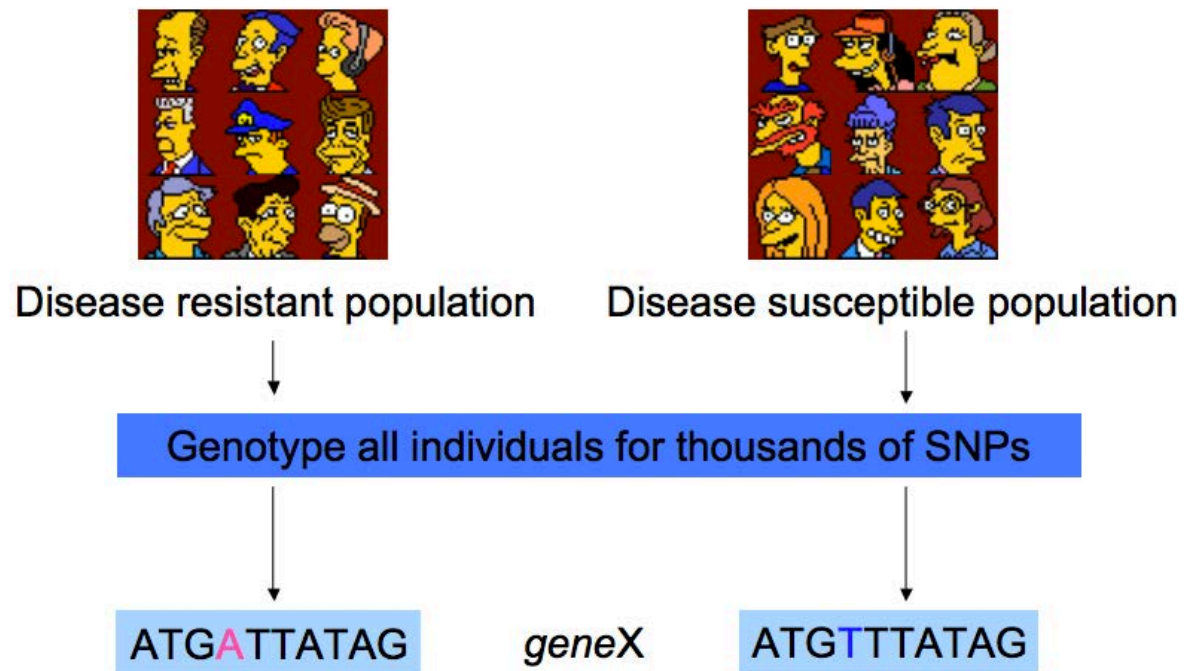 Disease resistant population
Disease susceptible population
Genotype all individuals for thousands of SNPs
ATGATTATAG
geneX
ATGTTTATAG